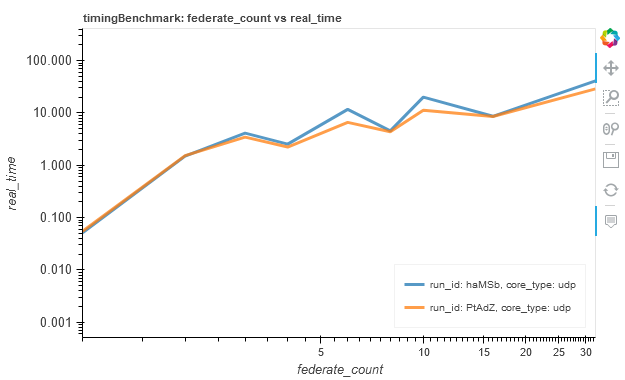 timingBenchmark: federate_count vs real_time
100.000
10.000
1.000
0.100
0.010
0.001
real_time
5
10
15
20
25
30
federate_count
run_id: haMSb, core_type: udp
run_id: PtAdZ, core_type: udp